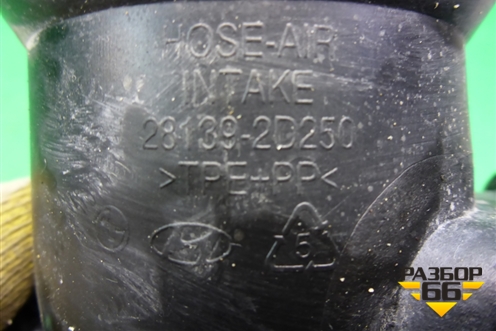 HOSE-AIR
INTAKE
28139-2D250
>TPE+PP<
5
РАЗБОР
66